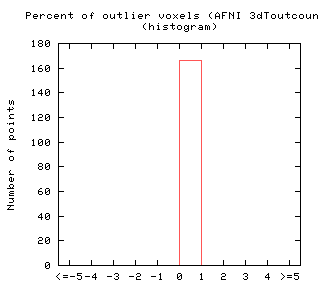 Percent of outlier voxels (AFNI 3dToutcoun
(histogram)
180
160
140
120
100
80
60
40
20
0
Number of points
<=-5 -4 -3 -2 -1 0 1 2 3 4 >=5